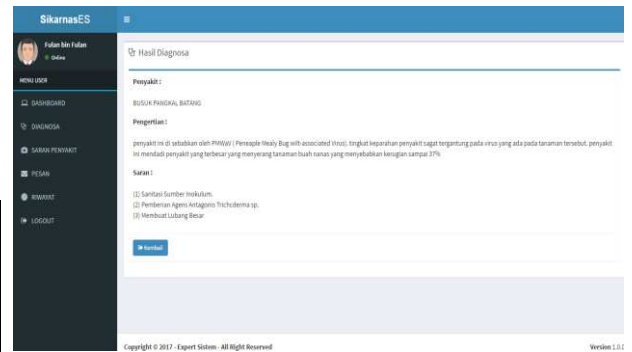 SikarnasES
Fulan bin Fulan
Online
MENU USER
DASHBOARD
DIAGNOSA
SARAN PENYAKIT
PESAN
RIWAYAT
LOGOUT
Hasil Diagnosa
Penyakit :
BUSUK PANGKAL BATANG
Pengertian :
penyakit ini di sebabkan oleh PMWaV ( Peneaple Mealy Bug wilt associated Virus). tingkat keparahan penyakit sagat tergantung pada virus yang ada pada tanaman tersebut. penyakit
ini mendadi penyakit yang terbesar yang menyerang tanaman buah nanas yang menyebabkan kerugian sampai 37%
Saran :
(1) Sanitasi Sumber Inokulum.
(2) Pemberian Agens Antagonis Trichoderma sp.
(3) Membuat Lubang Besar
Kembali
Copyright © 2017 - Expert Sistem - All Right Reserved
Version 1.0.0